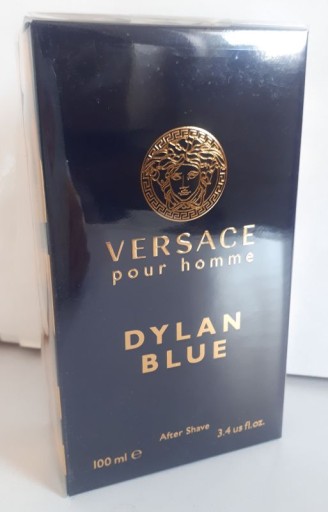 VERSACE
pour homme
DYLAN
BLUE
After Shave
100 ml ℮ 3.4 us fl.oz.